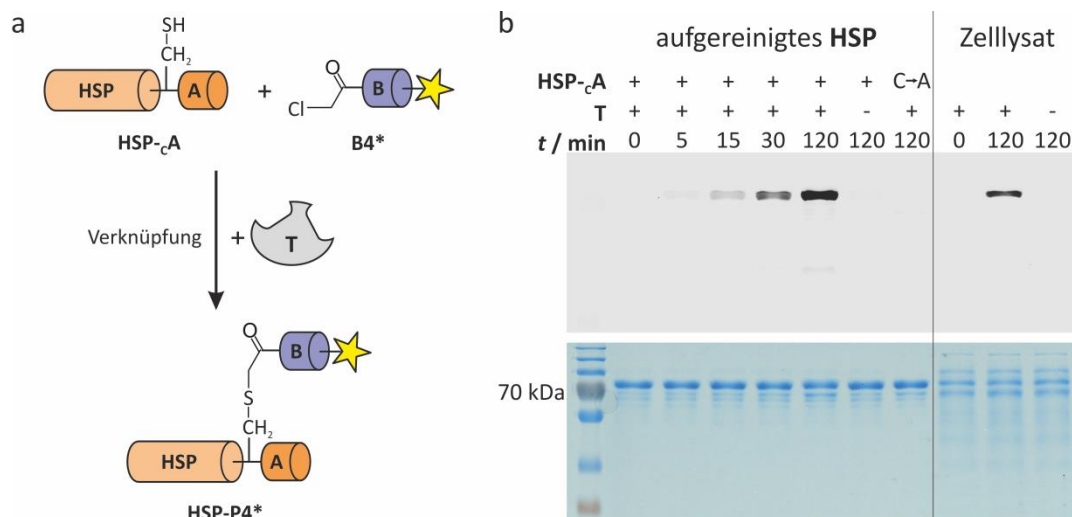 a
SH
CH2
HSP
A
HSP-cA
+
O
Cl
B
B4*
Verknüpfung
+
T
O
B
S
CH2
HSP
A
HSP-P4*
b
aufgereinigtes HSP
Zelllysat
HSP-cA + + + + + + C→A
T + + + + + - + + + -
t / min 0 5 15 30 120 120 120 0 120 120
70 kDa